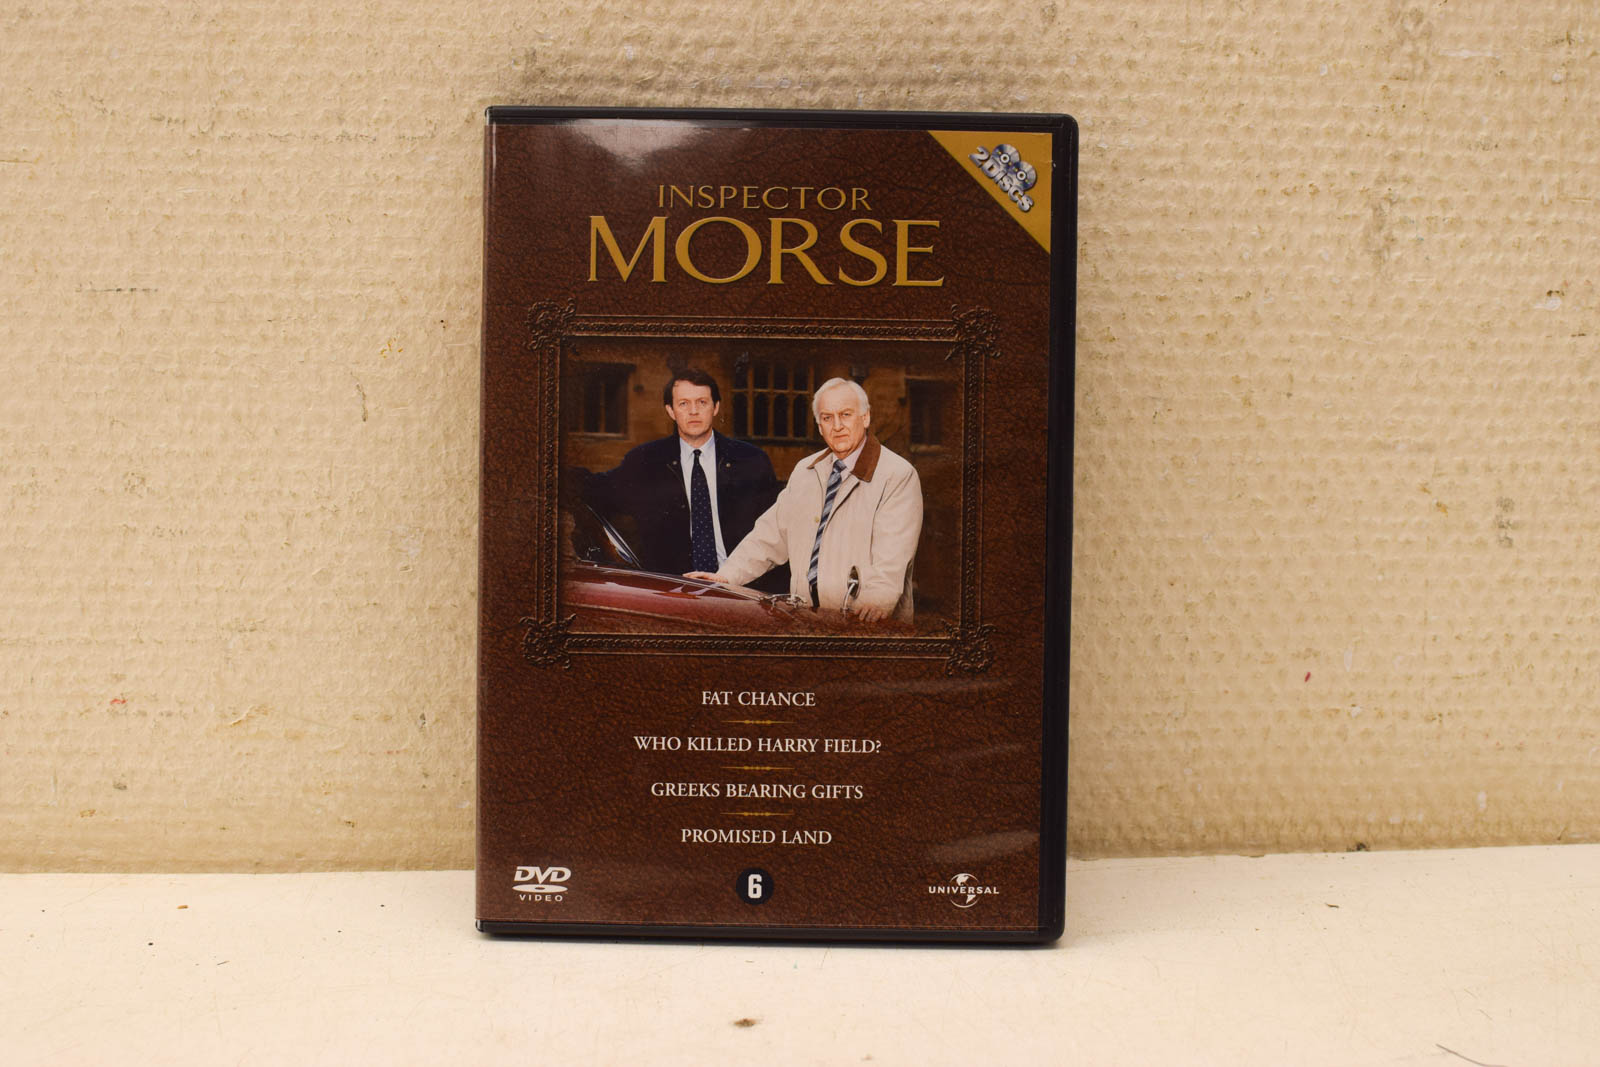 2 DISCS
INSPECTOR
MORSE
FAT CHANCE
WHO KILLED HARRY FIELD?
GREEKS BEARING GIFTS
PROMISED LAND
DVD
VIDEO
6
UNIVERSAL